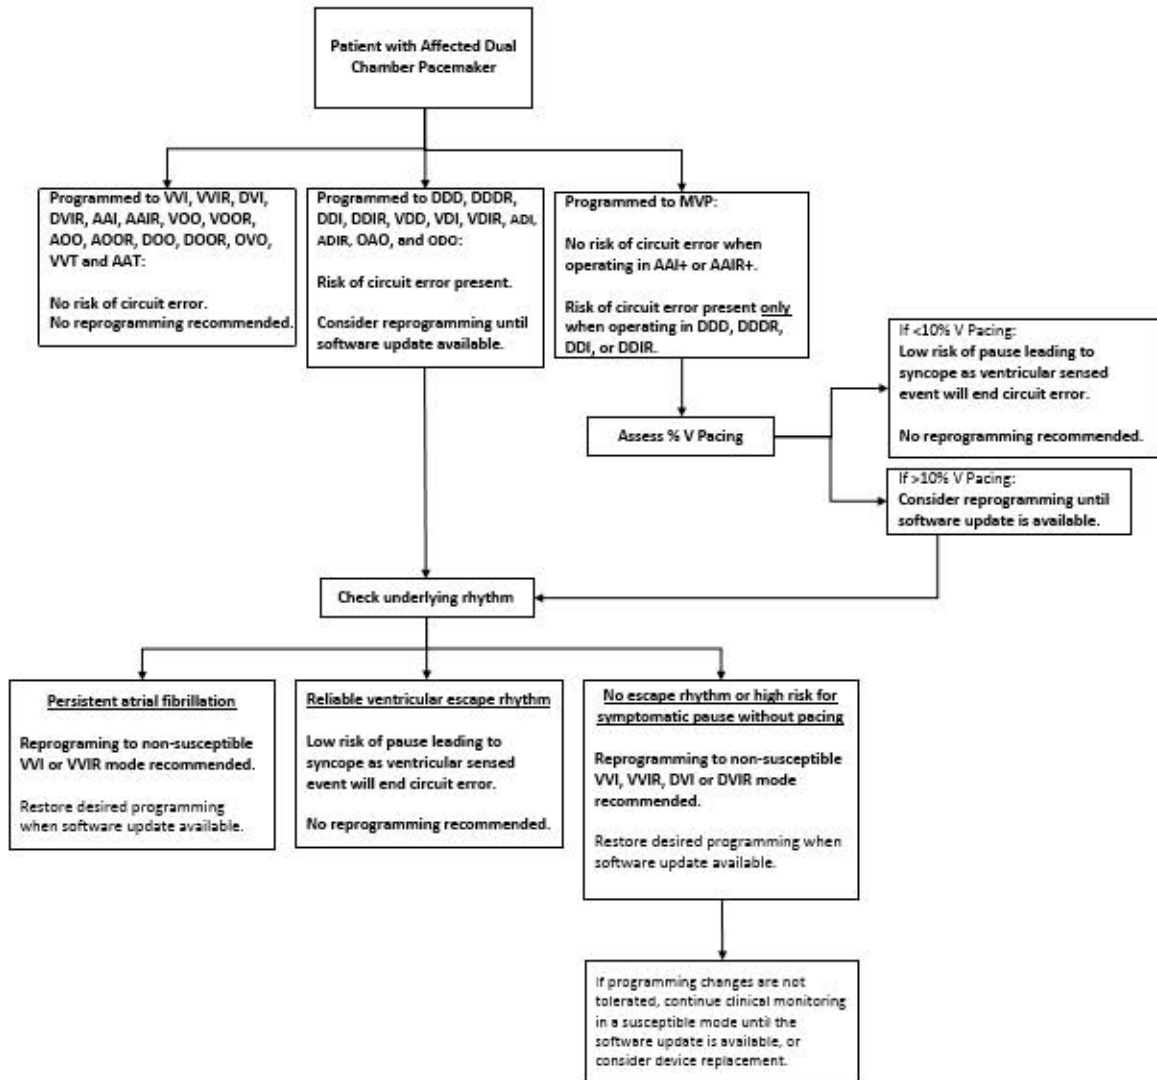 Patient with Affected Dual
Chamber Pacemaker
Programmed to VVI, VVIR, DVI,
DVIR, AAI, AAIR, VOO, VOOR,
AOO, AOOR, DOO, DOOR, OVO,
VVT and AAT:
No risk of circuit error.
No reprogramming recommended.
Programmed to DDD, DDDR,
DDI, DDIR, VDD, VDI, VDIR, ADI,
ADIR, OAO, and ODO:
Risk of circuit error present.
Consider reprogramming until
software update available.
Programmed to MVP:
No risk of circuit error when
operating in AAI+ or AAIR+.
Risk of circuit error present only
when operating in DDD, DDDR,
DDI, or DDIR.
Assess % V Pacing
If <10% V Pacing:
Low risk of pause leading to
syncope as ventricular sensed
event will end circuit error.
No reprogramming recommended.
If >10% V Pacing:
Consider reprogramming until
software update is available.
Check underlying rhythm
Persistent atrial fibrillation
Reprograming to non-susceptible
VVI or VVIR mode recommended.
Restore desired programming
when software update available.
Reliable ventricular escape rhythm
Low risk of pause leading to
syncope as ventricular sensed
event will end circuit error.
No reprogramming recommended.
No escape rhythm or high risk for
symptomatic pause without pacing
Reprogramming to non-susceptible
VVI, VVIR, DVI or DVIR mode
recommended.
Restore desired programming when
software update available.
If programming changes are not
tolerated, continue clinical monitoring
in a susceptible mode until the
software update is available, or
consider device replacement.